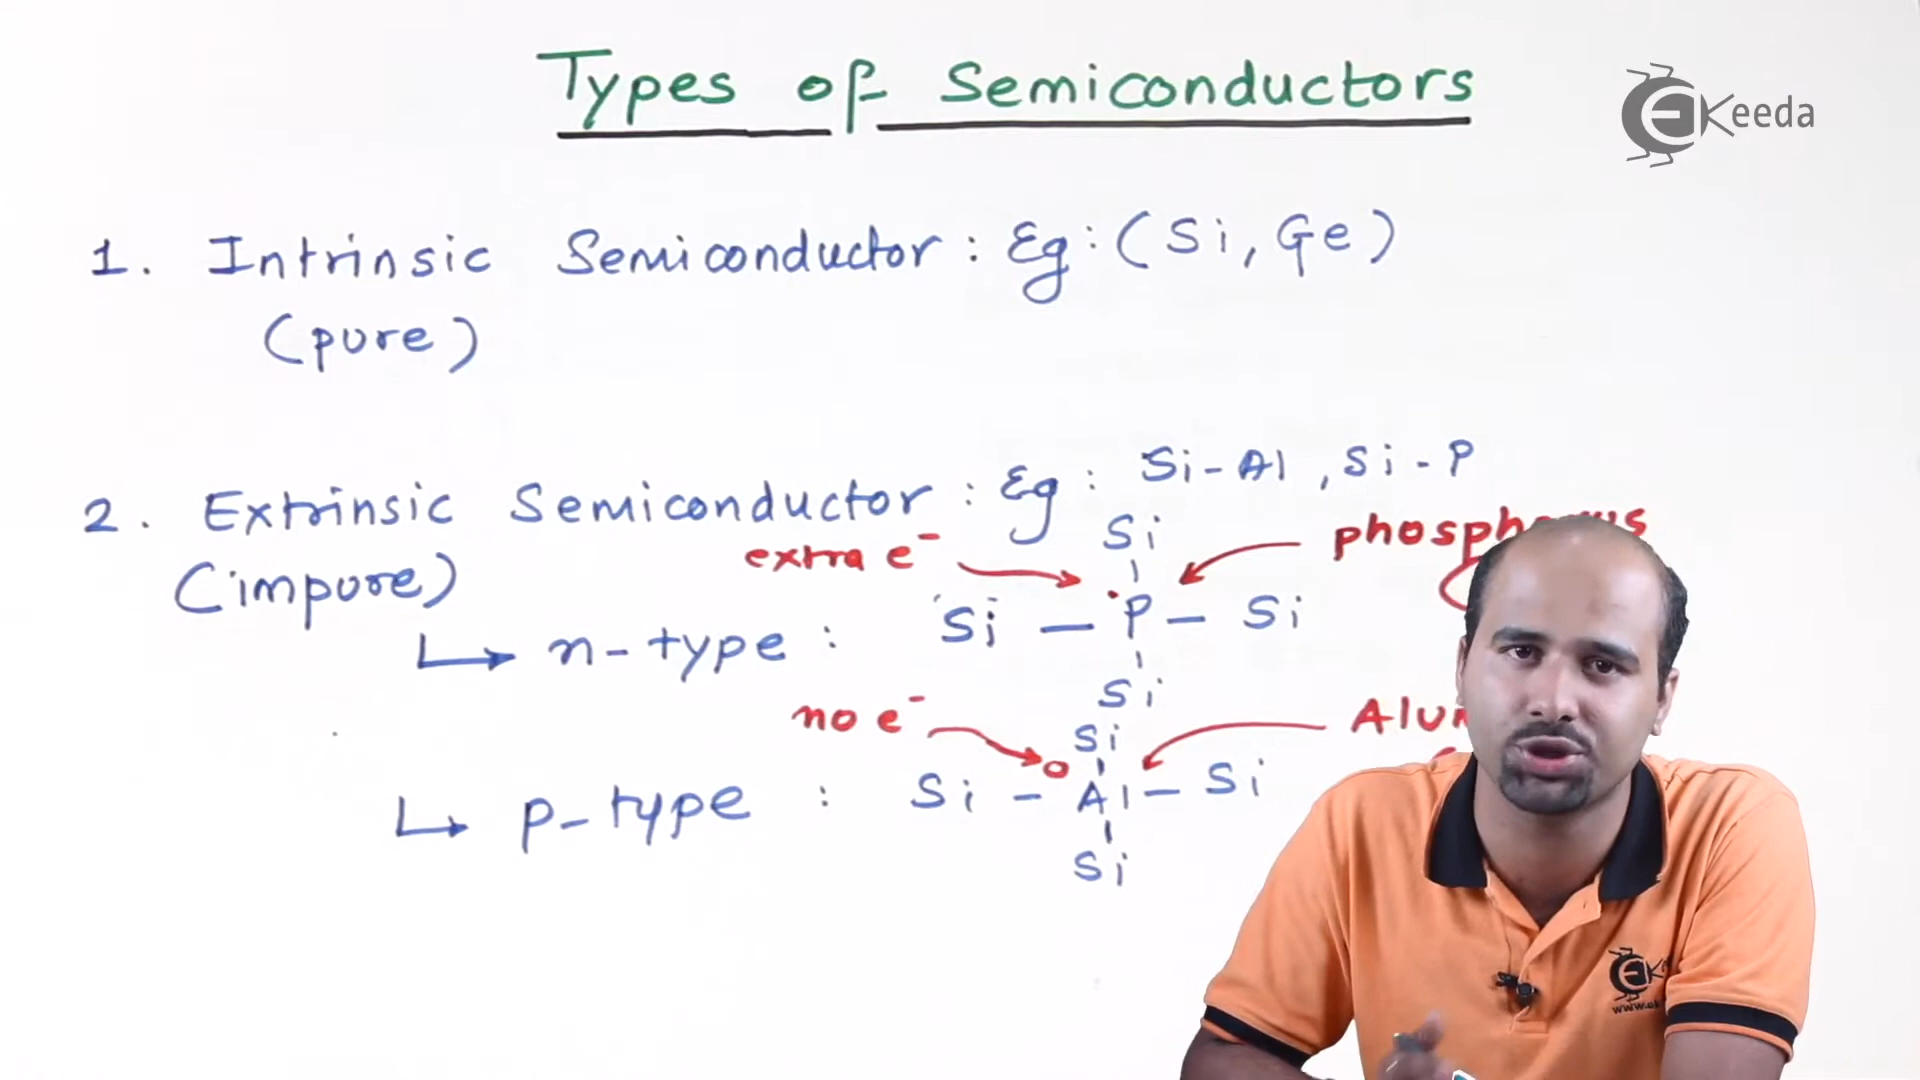 Types of Semiconductors
EKeeda
1. Intrinsic Semiconductor : Eg : (Si, Ge)
(pure)
2. Extrinsic Semiconductor : Eg : Si-Al, Si-P
(impure)
extra e⁻
Si
n-type : Si — P — Si
Si
no e⁻
Si
p-type : Si - Al — Si
Si